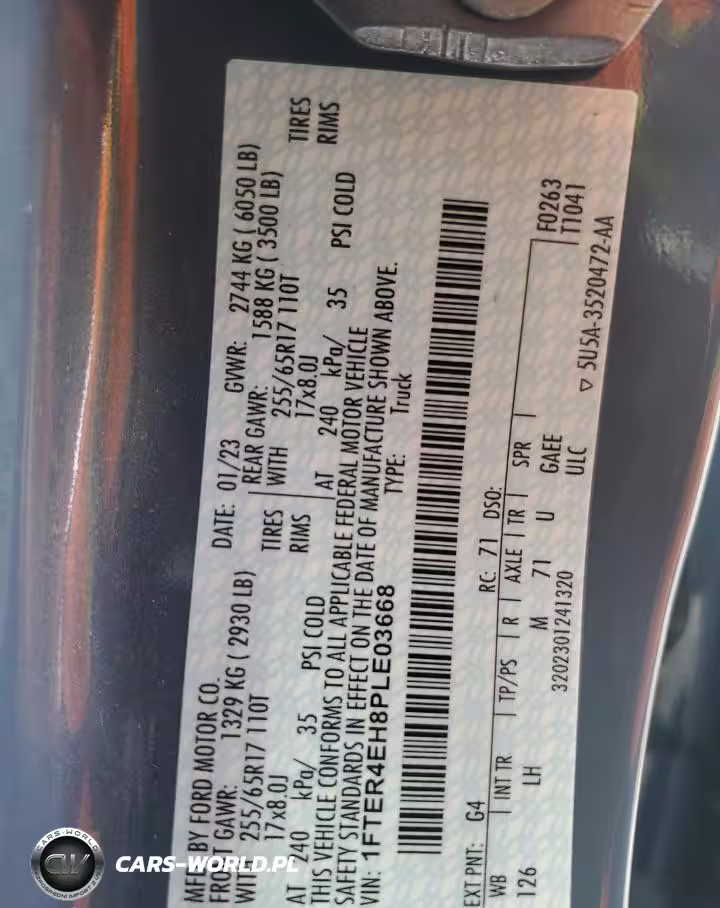 MFD BY FORD MOTOR CO.
DATE: 01/23 GVWR: 2744 KG ( 6050 LB)
FRONT GAWR: 1329 KG ( 2930 LB)
REAR GAWR: 1588 KG ( 3500 LB)
WITH 255/65R17 110T TIRES
WITH 255/65R17 110T TIRES
17x8.0J RIMS
17x8.0J RIMS
AT 240 kPa/ 35 PSI COLD
AT 240 kPa/ 35 PSI COLD
THIS VEHICLE CONFORMS TO ALL APPLICABLE FEDERAL MOTOR VEHICLE
SAFETY STANDARDS IN EFFECT ON THE DATE OF MANUFACTURE SHOWN ABOVE.
VIN: 1FTER4EH8PLE03668 TYPE: Truck
EXT PNT: G4 RC: 71 DSO: F0263
T1041
WB INT TR TP/PS R AXLE TR SPR
126 LH M 71 U GAEE
ULC
3202301241320
▽ 5U5A-3520472-AA
CARS-WORLD
CW
CARS-WORLD.PL